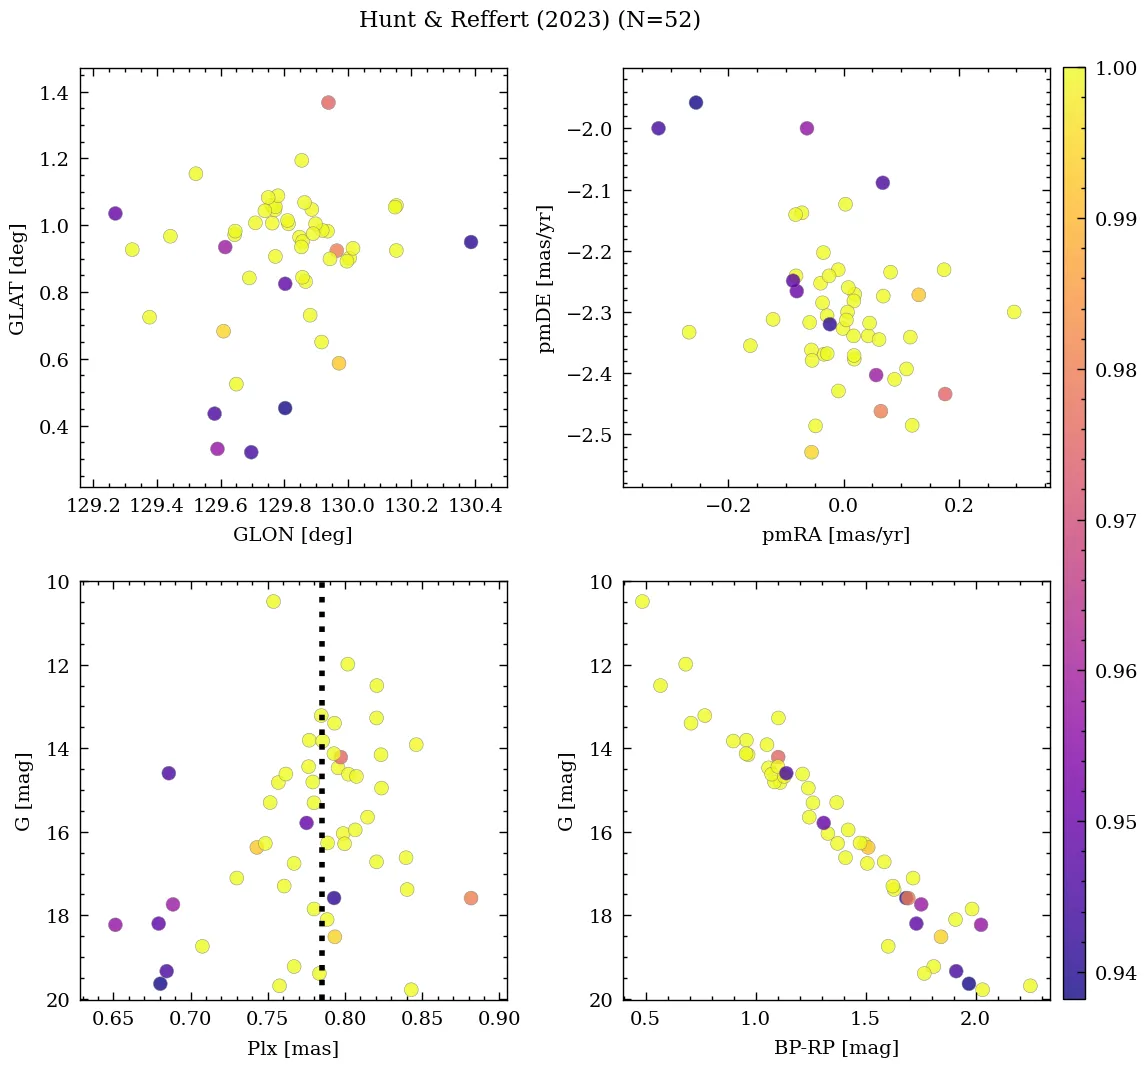 Hunt & Reffert (2023) (N=52)
1.4
1.2
1.0
0.8
0.6
0.4
GLAT [deg]
129.2 129.4 129.6 129.8 130.0 130.2 130.4
GLON [deg]
−2.0
−2.1
−2.2
−2.3
−2.4
−2.5
pmDE [mas/yr]
−0.2 0.0 0.2
pmRA [mas/yr]
1.00
0.99
0.98
0.97
0.96
0.95
0.94
10
12
14
16
18
20
G [mag]
0.65 0.70 0.75 0.80 0.85 0.90
Plx [mas]
10
12
14
16
18
20
G [mag]
0.5 1.0 1.5 2.0
BP-RP [mag]